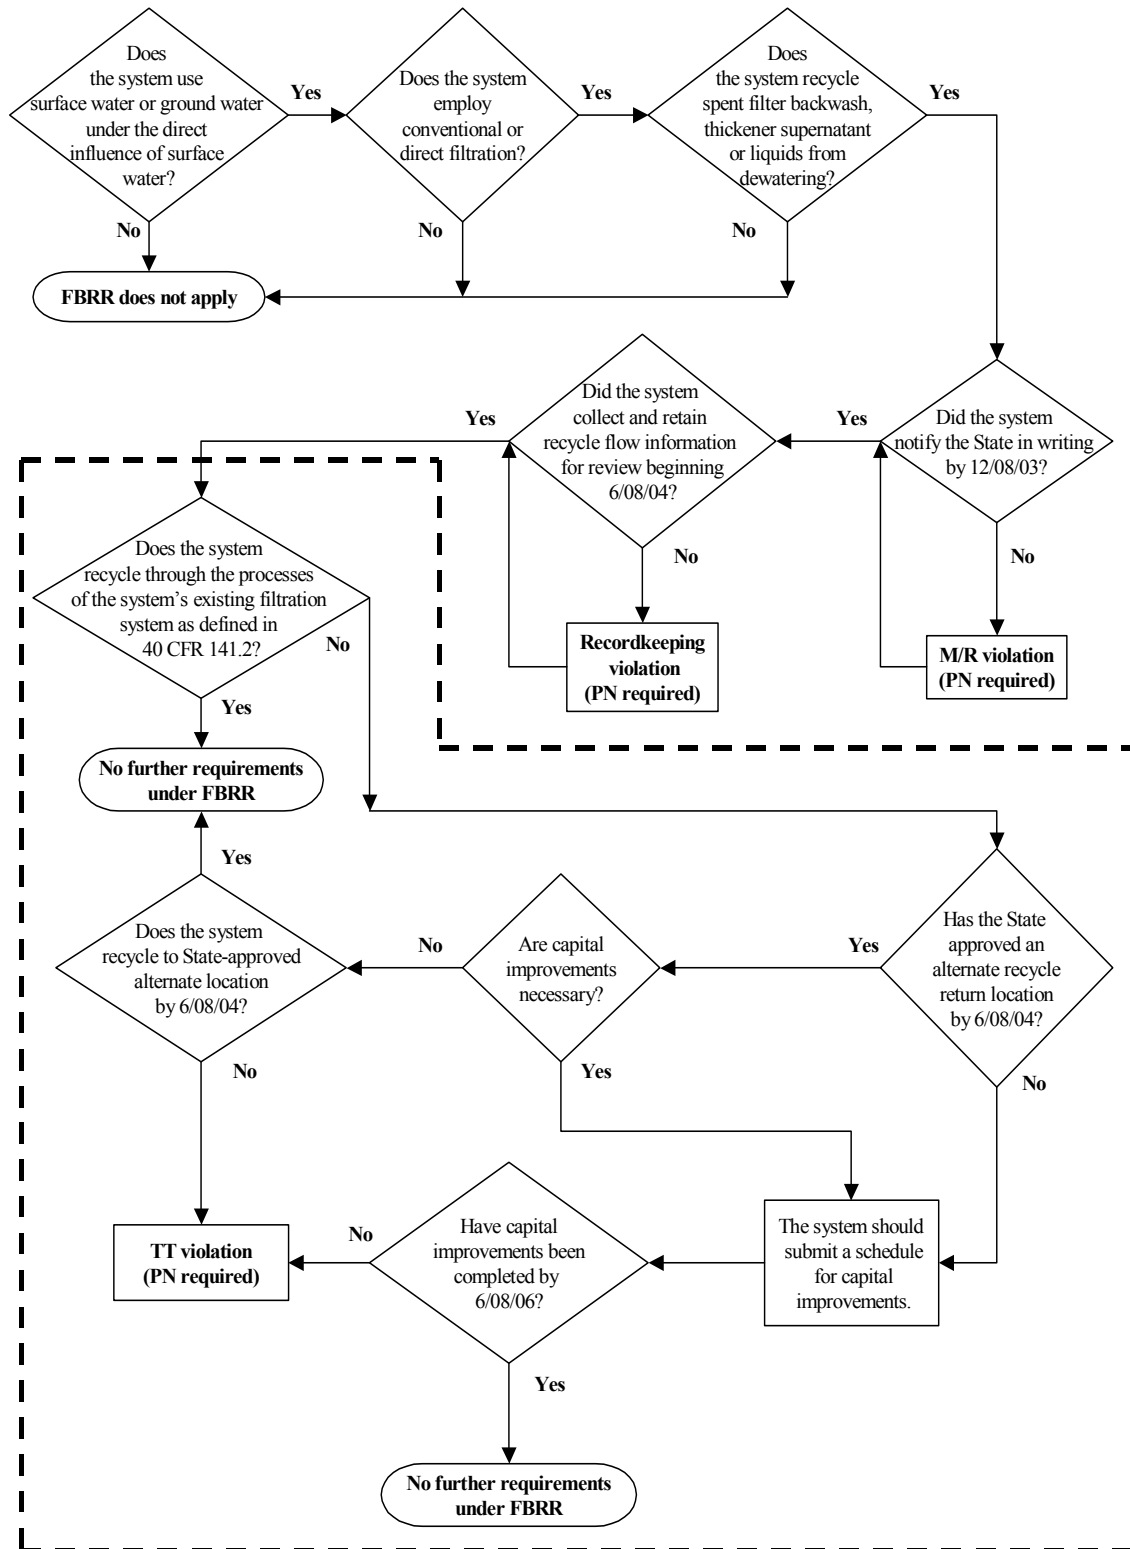 Does
the system use
surface water or ground water
under the direct
influence of surface
water?
Yes
No
Does the system
employ
conventional or
direct filtration?
Yes
No
Does
the system recycle
spent filter backwash,
thickener supernatant
or liquids from
dewatering?
Yes
No
FBRR does not apply
Did the system
notify the State in writing
by 12/08/03?
Yes
No
M/R violation
(PN required)
Did the system
collect and retain
recycle flow information
for review beginning
6/08/04?
Yes
No
Recordkeeping
violation
(PN required)
Does the system
recycle through the processes
of the system’s existing filtration
system as defined in
40 CFR 141.2?
No
Yes
No further requirements
under FBRR
Yes
Does the system
recycle to State-approved
alternate location
by 6/08/04?
No
No
Are capital
improvements
necessary?
Yes
Yes
Has the State
approved an
alternate recycle
return location
by 6/08/04?
No
The system should
submit a schedule
for capital
improvements.
Have capital
improvements been
completed by
6/08/06?
No
Yes
TT violation
(PN required)
No further requirements
under FBRR